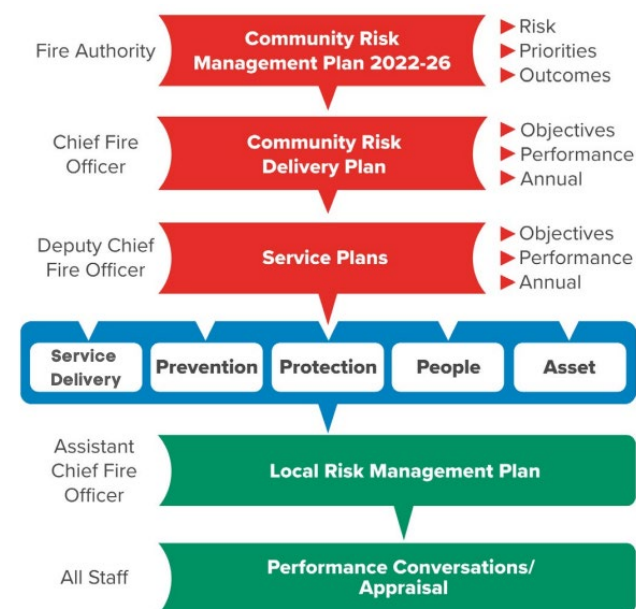 Fire Authority
Community Risk
Management Plan 2022-26
Risk
Priorities
Outcomes
Chief Fire
Officer
Community Risk
Delivery Plan
Objectives
Performance
Annual
Deputy Chief
Fire Officer
Service Plans
Objectives
Performance
Annual
Service
Delivery
Prevention
Protection
People
Asset
Assistant
Chief Fire
Officer
Local Risk Management Plan
All Staff
Performance Conversations/
Appraisal